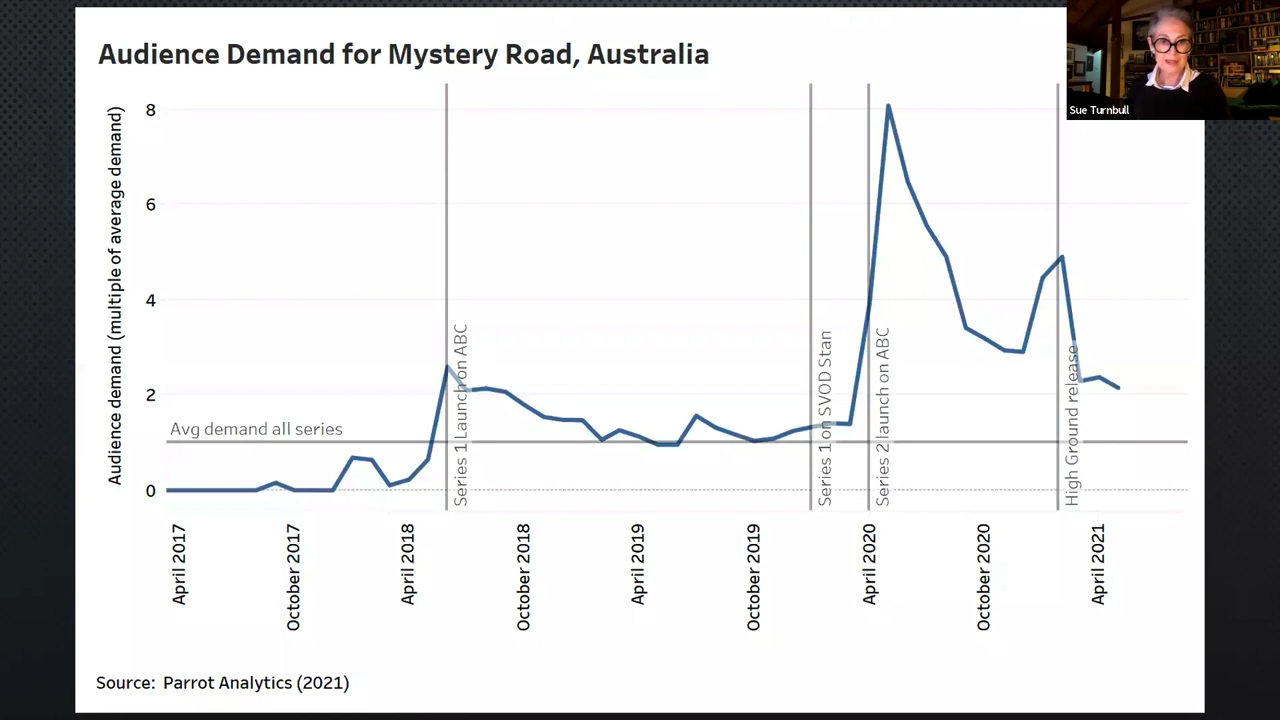 Audience Demand for Mystery Road, Australia
Sue Turnbull
Audience demand (multiple of average demand)
8
6
4
2
0
Avg demand all series
Series 1 Launch on ABC
Series 1 on SVOD Stan
Series 2 launch on ABC
High Ground release
April 2017
October 2017
April 2018
October 2018
April 2019
October 2019
April 2020
October 2020
April 2021
Source: Parrot Analytics (2021)